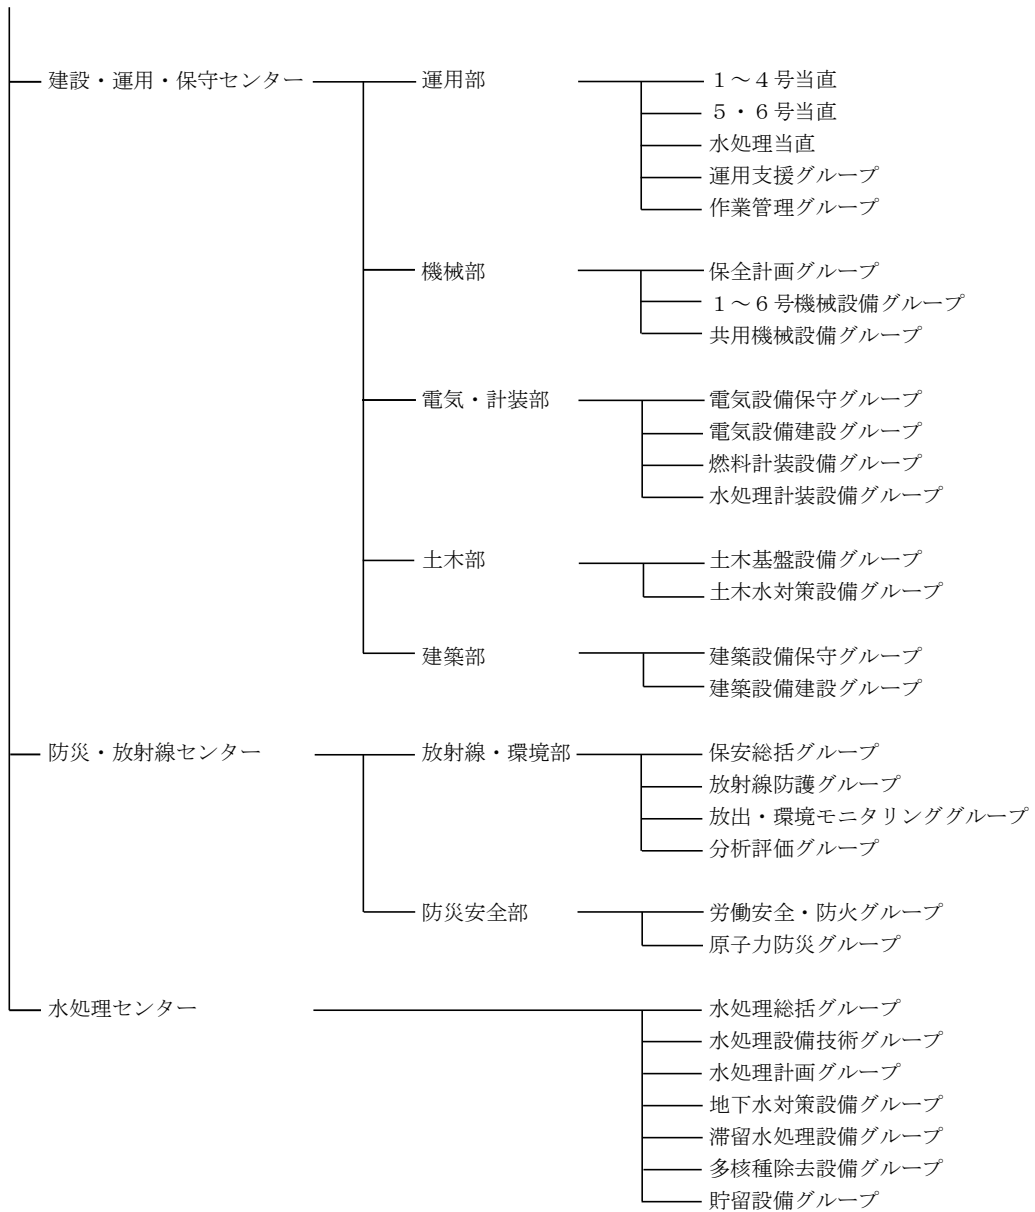 建設・運用・保守センター 運用部 １～４号当直
５・６号当直
水処理当直
運用支援グループ
作業管理グループ
機械部 保全計画グループ
１～６号機械設備グループ
共用機械設備グループ
電気・計装部 電気設備保守グループ
電気設備建設グループ
燃料計装設備グループ
水処理計装設備グループ
土木部 土木基盤設備グループ
土木水対策設備グループ
建築部 建築設備保守グループ
建築設備建設グループ
防災・放射線センター 放射線・環境部 保安総括グループ
放射線防護グループ
放出・環境モニタリンググループ
分析評価グループ
防災安全部 労働安全・防火グループ
原子力防災グループ
水処理センター 水処理総括グループ
水処理設備技術グループ
水処理計画グループ
地下水対策設備グループ
滞留水処理設備グループ
多核種除去設備グループ
貯留設備グループ